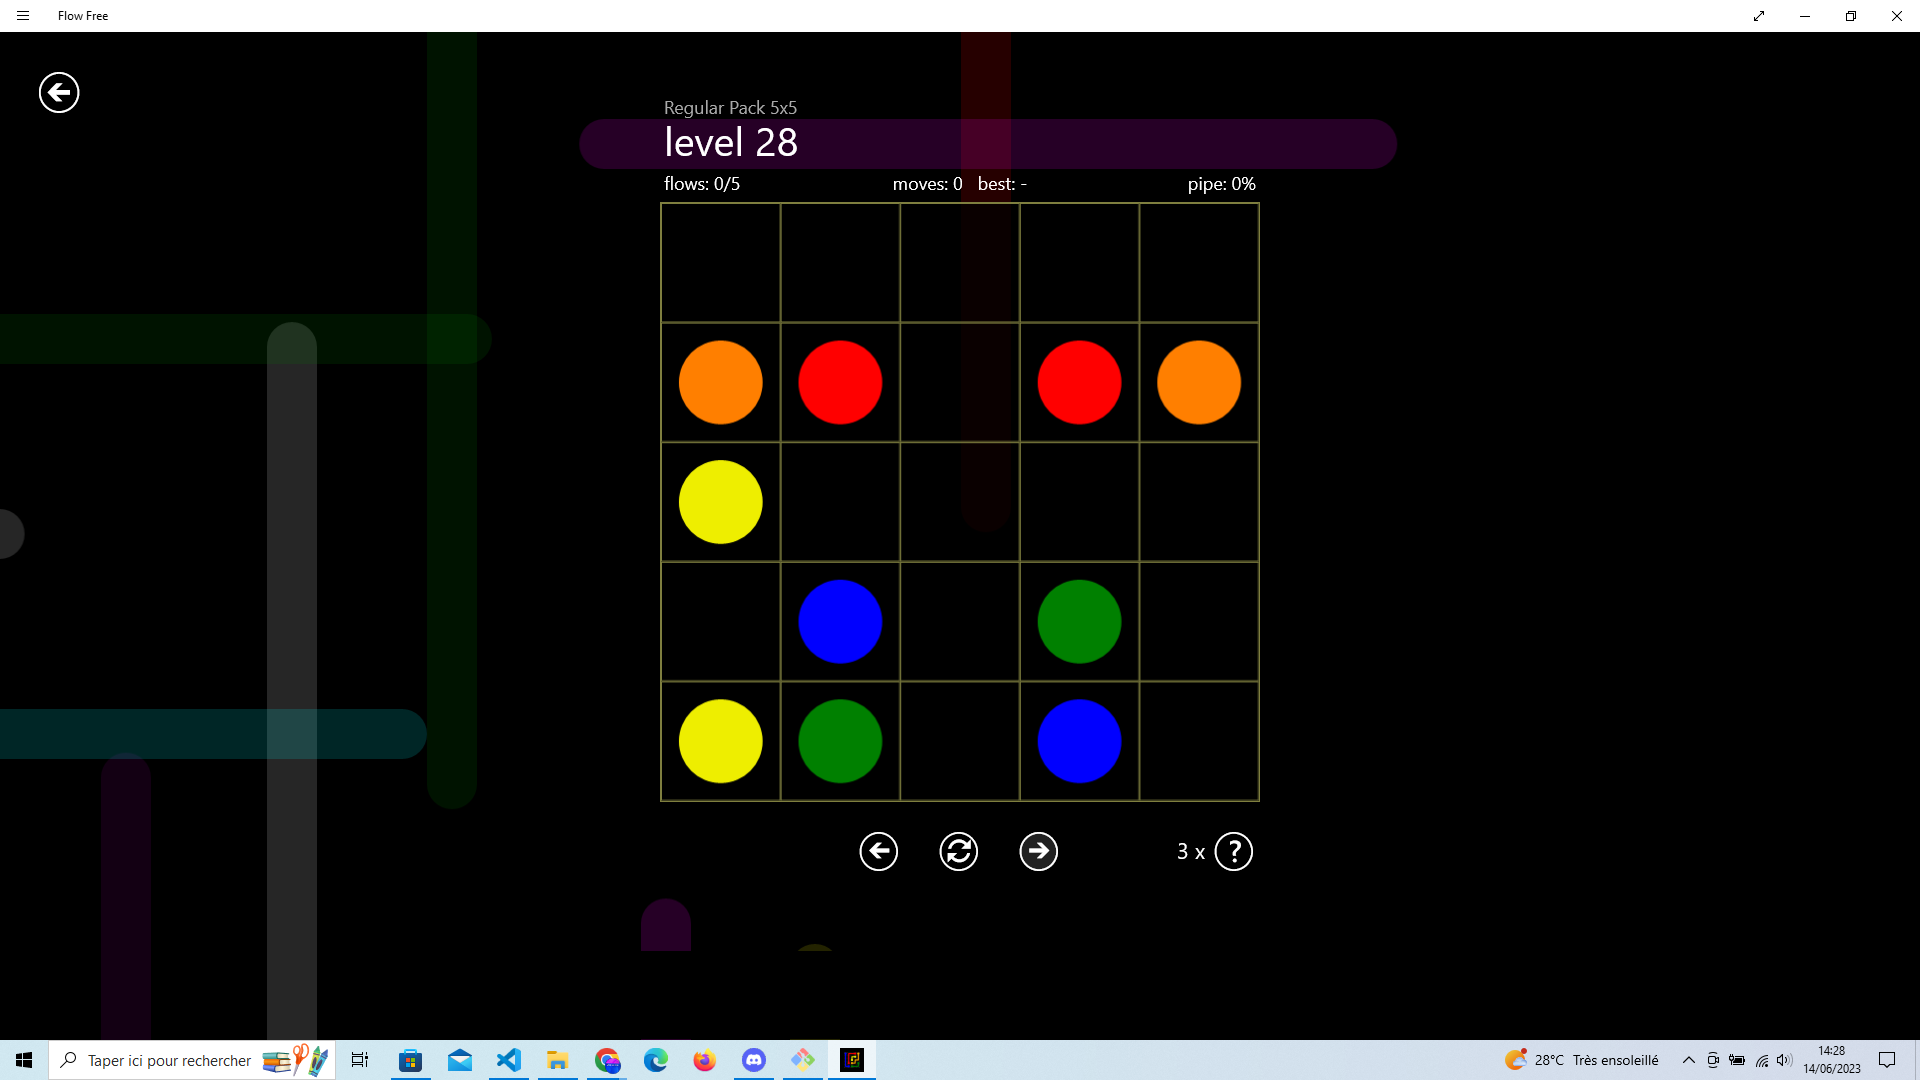 Flow Free
Regular Pack 5x5
level 28
flows: 0/5 moves: 0 best: - pipe: 0%
3 x ?
Taper ici pour rechercher
28°C Très ensoleillé
14:28
14/06/2023